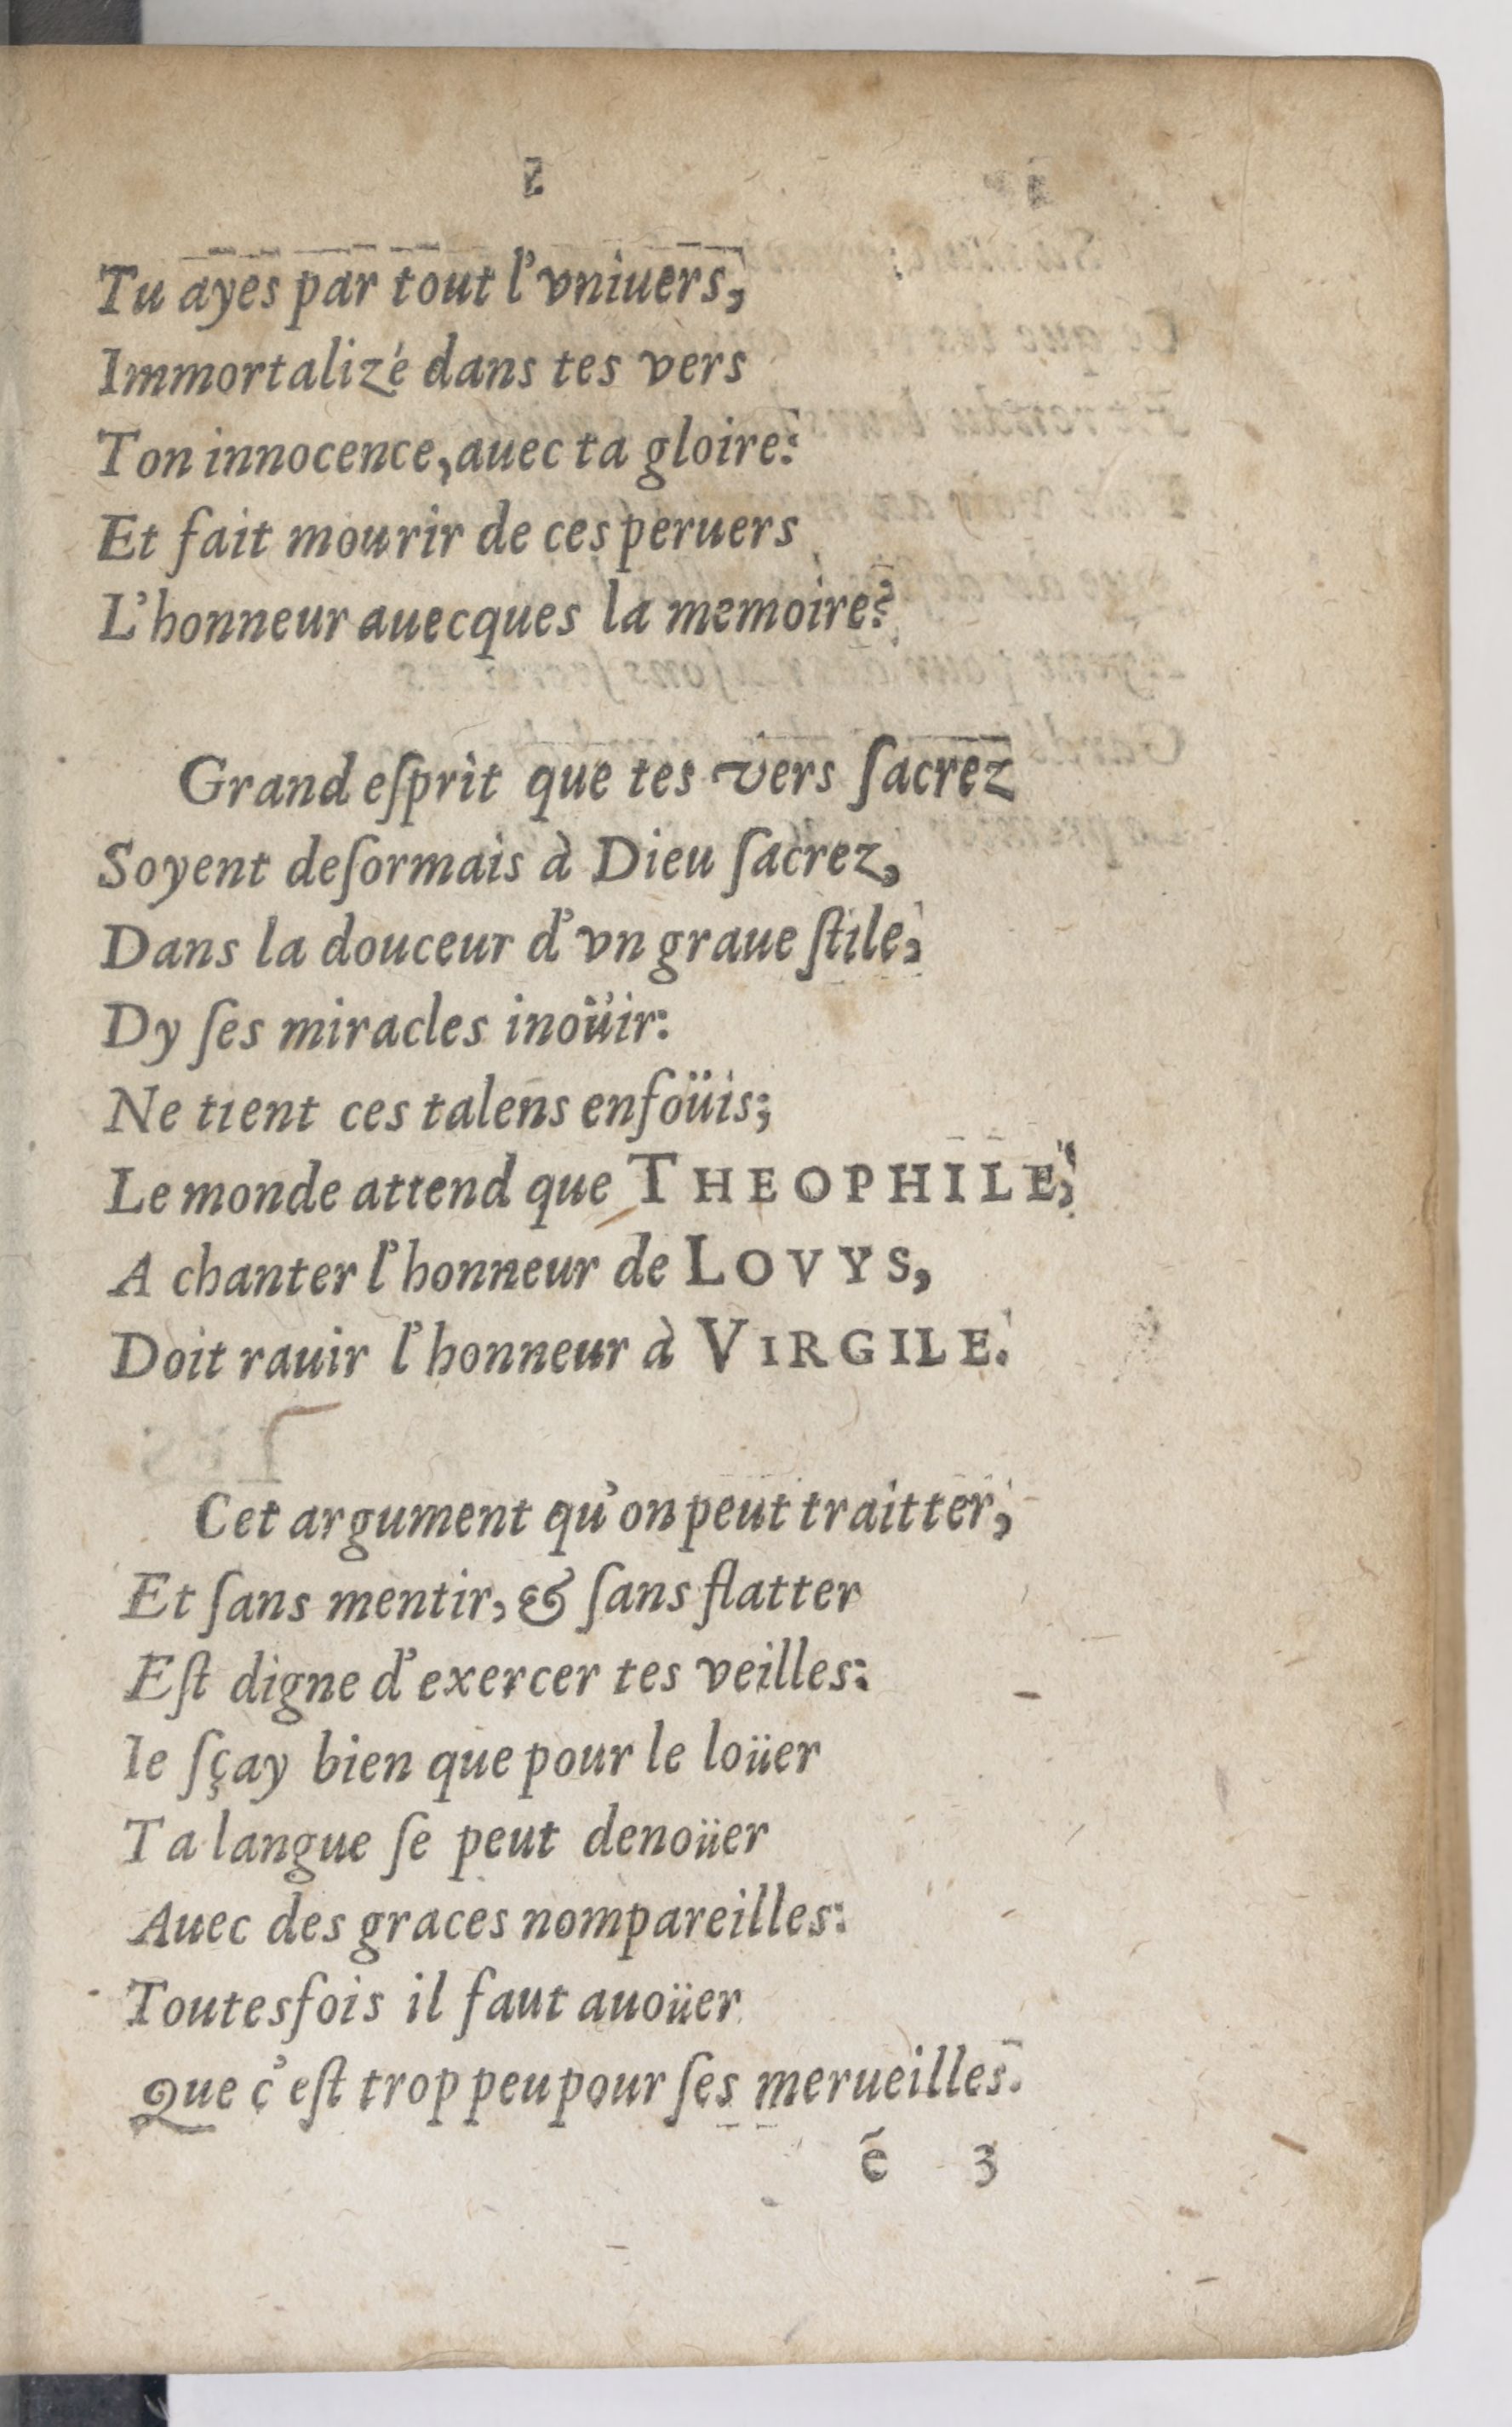 Tu ayes par tout l'vniuers,
Immortalizé dans tes vers
Ton innocence, auec ta gloire:
Et fait mourir de ces peruers
L'honneur auecques la memoire?
Grand eſprit que tes vers ſacrez
Soyent deſormais à Dieu ſacrez,
Dans la douceur d'vn graue ſtile,
Dy ſes miracles inoüir:
Ne tient ces talens enfoüis;
Le monde attend que THEOPHILE,
A chanter l'honneur de LOVYS,
Doit rauir l'honneur à VIRGILE.
Cet argument qu'on peut traitter,
Et ſans mentir, & ſans flatter
Eſt digne d'exercer tes veilles:
Ie ſçay bien que pour le loüer
Ta langue ſe peut denoüer
Auec des graces nompareilles:
Toutesfois il faut auoüer
Que c'eſt trop peu pour ſes merueilles.
ẽ 3